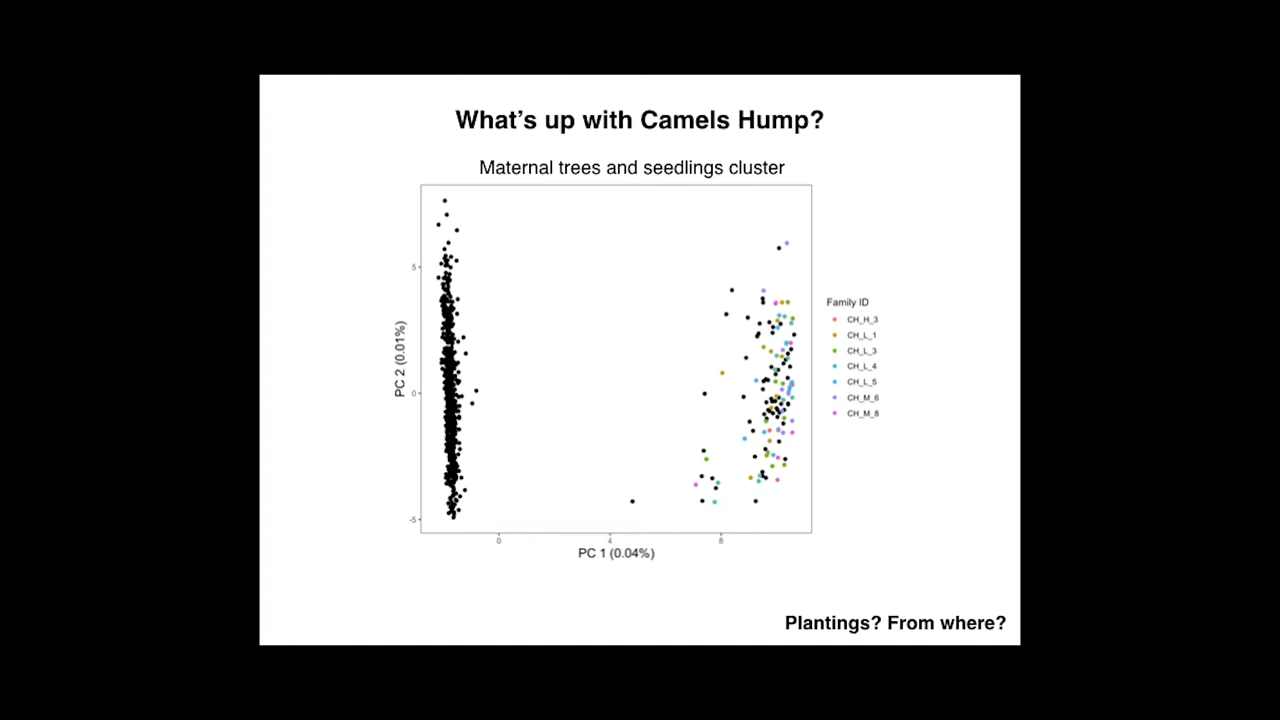 What's up with Camels Hump?
Maternal trees and seedlings cluster
PC 2 (0.01%)
5
0
-5
0
4
8
PC 1 (0.04%)
Family ID
CH_H_3
CH_L_1
CH_L_3
CH_L_4
CH_L_5
CH_M_6
CH_M_8
Plantings? From where?